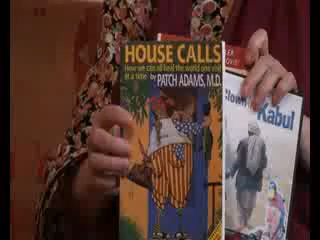 HOUSE CALLS
How we can all heal the world one visit
at a time by PATCH ADAMS, M.D.
Kabul